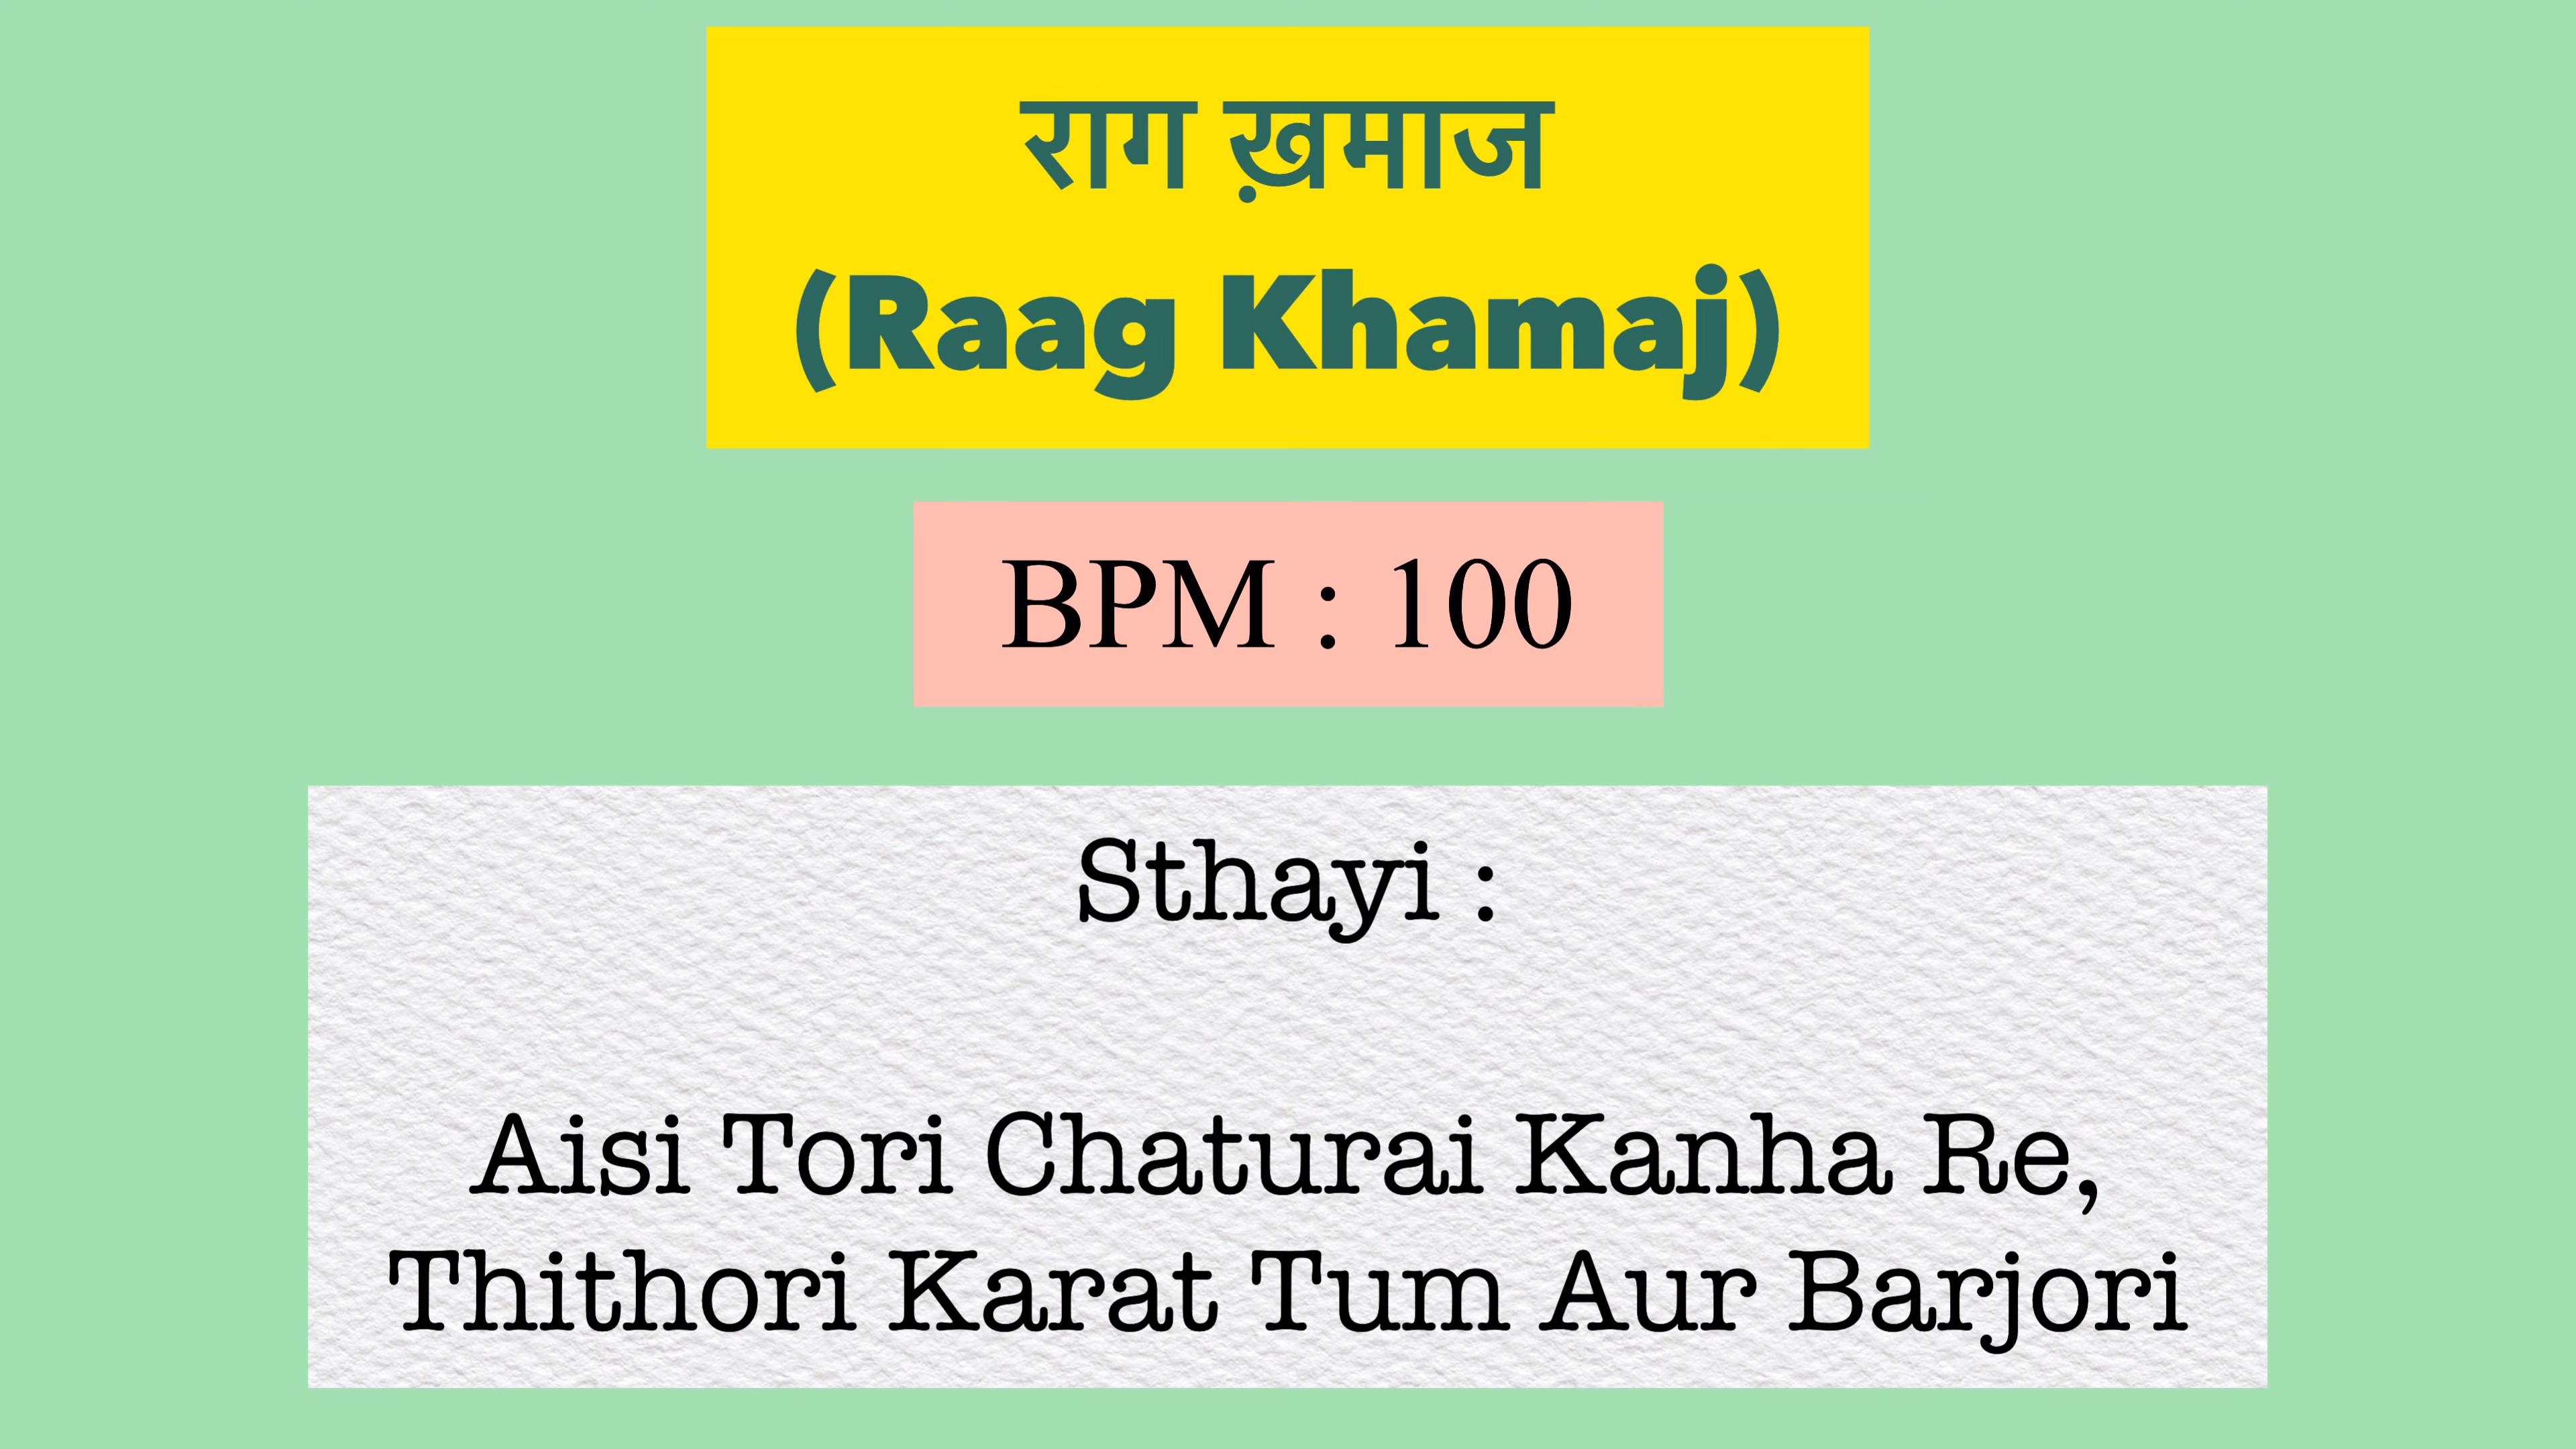 राग ख़माज
(Raag Khamaj)
BPM : 100
Sthayi :
Aisi Tori Chaturai Kanha Re,
Thithori Karat Tum Aur Barjori